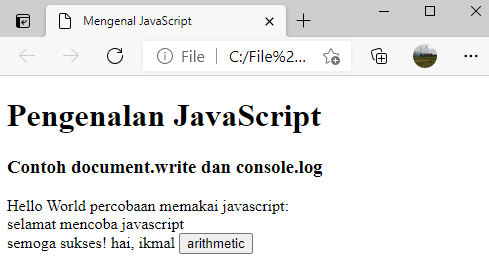 Mengenal JavaScript
File | C:/File%2...
Pengenalan JavaScript
Contoh document.write dan console.log
Hello World percobaan memakai javascript:
selamat mencoba javascript
semoga sukses! hai, ikmal arithmetic